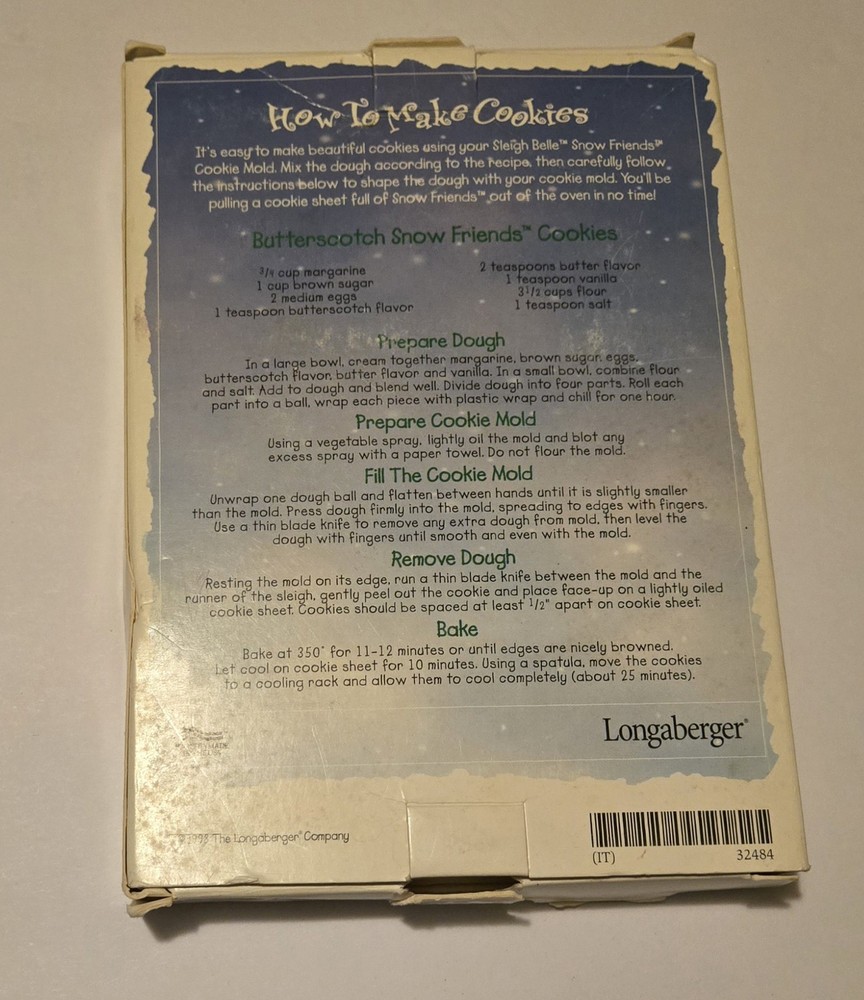 How To Make Cookies
It's easy to make beautiful cookies using your Sleigh Belle™ Snow Friends℠
Cookie Mold. Mix the dough according to the recipe, then carefully follow
the instructions below to shape the dough with your cookie mold. You'll be
pulling a cookie sheet full of Snow Friends™ out of the oven in no time!
Butterscotch Snow Friends™ Cookies
3/4 cup margarine
1 cup brown sugar
2 medium eggs
1 teaspoon butterscotch flavor
2 teaspoons butter flavor
1 teaspoon vanilla
3 1/2 cups flour
1 teaspoon salt
Prepare Dough
In a large bowl, cream together margarine, brown sugar, eggs,
butterscotch flavor, butter flavor and vanilla. In a small bowl, combine flour
and salt. Add to dough and blend well. Divide dough into four parts. Roll each
part into a ball, wrap each piece with plastic wrap and chill for one hour.
Prepare Cookie Mold
Using a vegetable spray, lightly oil the mold and blot any
excess spray with a paper towel. Do not flour the mold.
Fill The Cookie Mold
Unwrap one dough ball and flatten between hands until it is slightly smaller
than the mold. Press dough firmly into the mold, spreading to edges with fingers.
Use a thin blade knife to remove any extra dough from mold, then level the
dough with fingers until smooth and even with the mold.
Remove Dough
Resting the mold on its edge, run a thin blade knife between the mold and the
runner of the sleigh, gently peel out the cookie and place face-up on a lightly oiled
cookie sheet. Cookies should be spaced at least 1/2" apart on cookie sheet.
Bake
Bake at 350° for 11-12 minutes or until edges are nicely browned.
Let cool on cookie sheet for 10 minutes. Using a spatula, move the cookies
to a cooling rack and allow them to cool completely (about 25 minutes).
Longaberger®
©1998 The Longaberger® Company
(IT) 32484